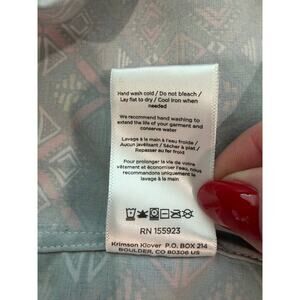 Hand wash cold / Do not bleach /
Lay flat to dry / Cool iron when
needed
We recommend hand washing to
extend the life of your garment and
conserve water
Lavage à la main à l'eau froide /
Aucun javellisant / Sécher à plat /
Repasser au fer froid
Pour prolonger la vie de votre
vêtement et économiser l'eau, nous
recommandons uniquement le
lavage à la main.
RN 155923
Krimson Klover P.O. BOX 214
BOULDER, CO 80306 US